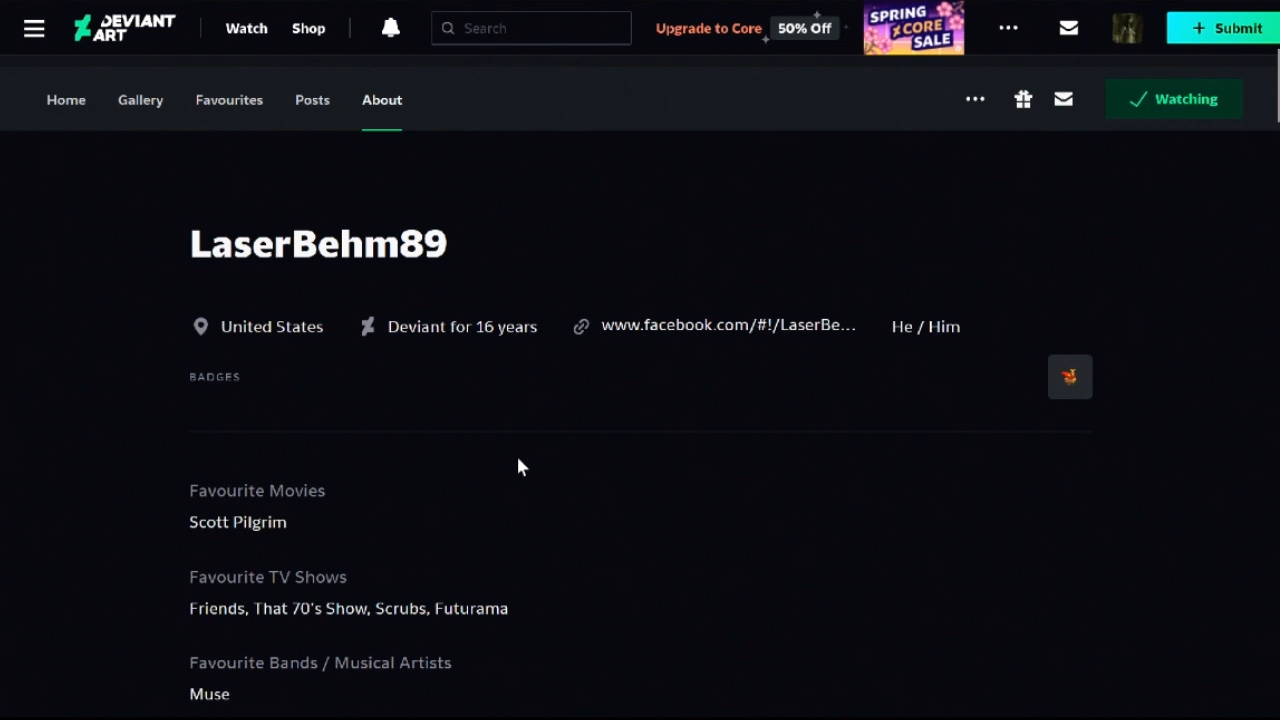 DEVIANT ART Watch Shop Search Upgrade to Core 50% Off SPRING CORE SALE Submit
Home Gallery Favourites Posts About Watching
LaserBehm89
United States Deviant for 16 years www.facebook.com/#!/LaserBe... He / Him
BADGES
Favourite Movies
Scott Pilgrim
Favourite TV Shows
Friends, That 70's Show, Scrubs, Futurama
Favourite Bands / Musical Artists
Muse